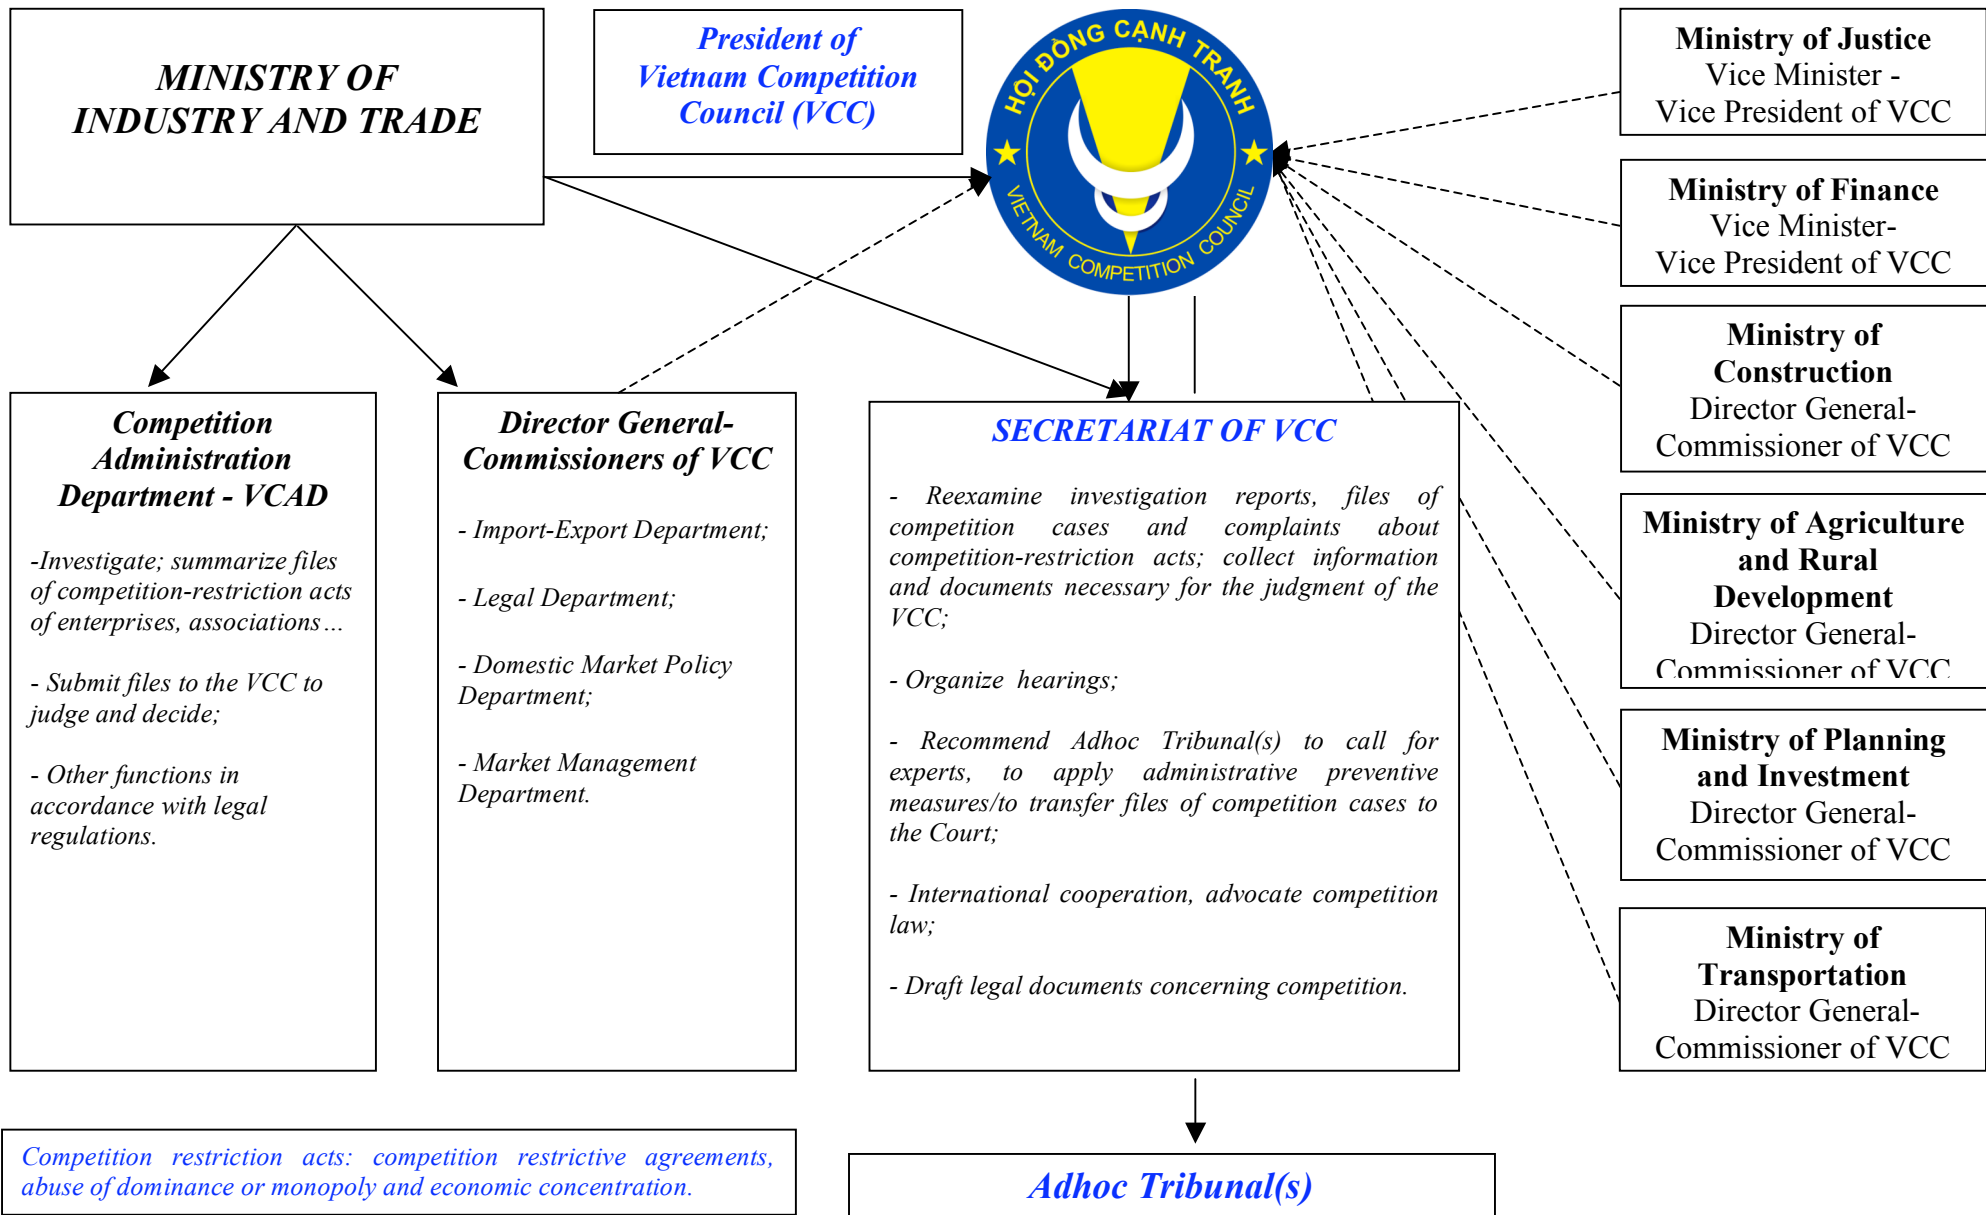 MINISTRY OF
INDUSTRY AND TRADE
President of
Vietnam Competition
Council (VCC)
HỘI ĐỒNG CẠNH TRANH
VIETNAM COMPETITION COUNCIL
Ministry of Justice
Vice Minister -
Vice President of VCC
Ministry of Finance
Vice Minister-
Vice President of VCC
Ministry of
Construction
Director General-
Commissioner of VCC
Ministry of Agriculture
and Rural
Development
Director General-
Commissioner of VCC
Ministry of Planning
and Investment
Director General-
Commissioner of VCC
Ministry of
Transportation
Director General-
Commissioner of VCC
Competition
Administration
Department - VCAD
-Investigate; summarize files
of competition-restriction acts
of enterprises, associations…
- Submit files to the VCC to
judge and decide;
- Other functions in
accordance with legal
regulations.
Director General-
Commissioners of VCC
- Import-Export Department;
- Legal Department;
- Domestic Market Policy
Department;
- Market Management
Department.
SECRETARIAT OF VCC
- Reexamine investigation reports, files of
competition cases and complaints about
competition-restriction acts; collect information
and documents necessary for the judgment of the
VCC;
- Organize hearings;
- Recommend Adhoc Tribunal(s) to call for
experts, to apply administrative preventive
measures/to transfer files of competition cases to
the Court;
- International cooperation, advocate competition
law;
- Draft legal documents concerning competition.
Competition restriction acts: competition restrictive agreements,
abuse of dominance or monopoly and economic concentration.
Adhoc Tribunal(s)